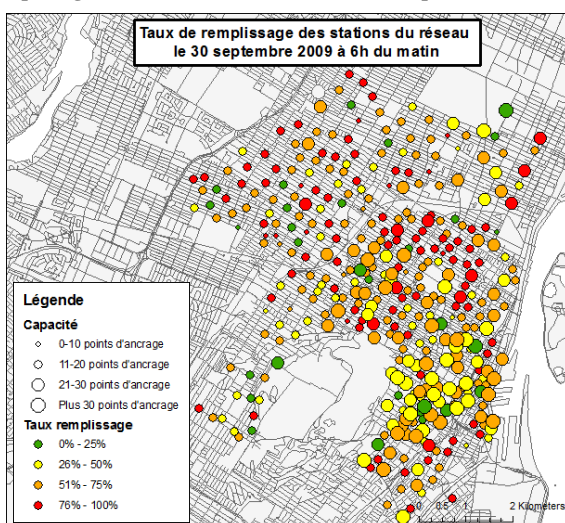 Taux de remplissage des stations du réseau
le 30 septembre 2009 à 6h du matin
Légende
Capacité
0-10 points d'ancrage
11-20 points d'ancrage
21-30 points d'ancrage
Plus 30 points d'ancrage
Taux remplissage
0% - 25%
26% - 50%
51% - 75%
76% - 100%
0 0.5 1 2 Kilometers